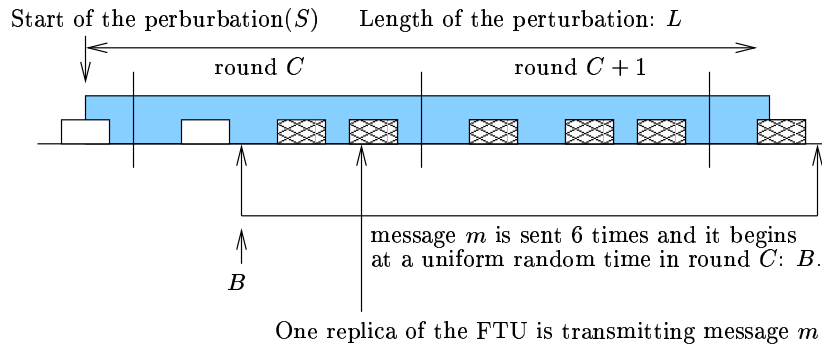 Start of the perburbation(S)
Length of the perturbation: L
round C
round C + 1
message m is sent 6 times and it begins
at a uniform random time in round C: B.
B
One replica of the FTU is transmitting message m